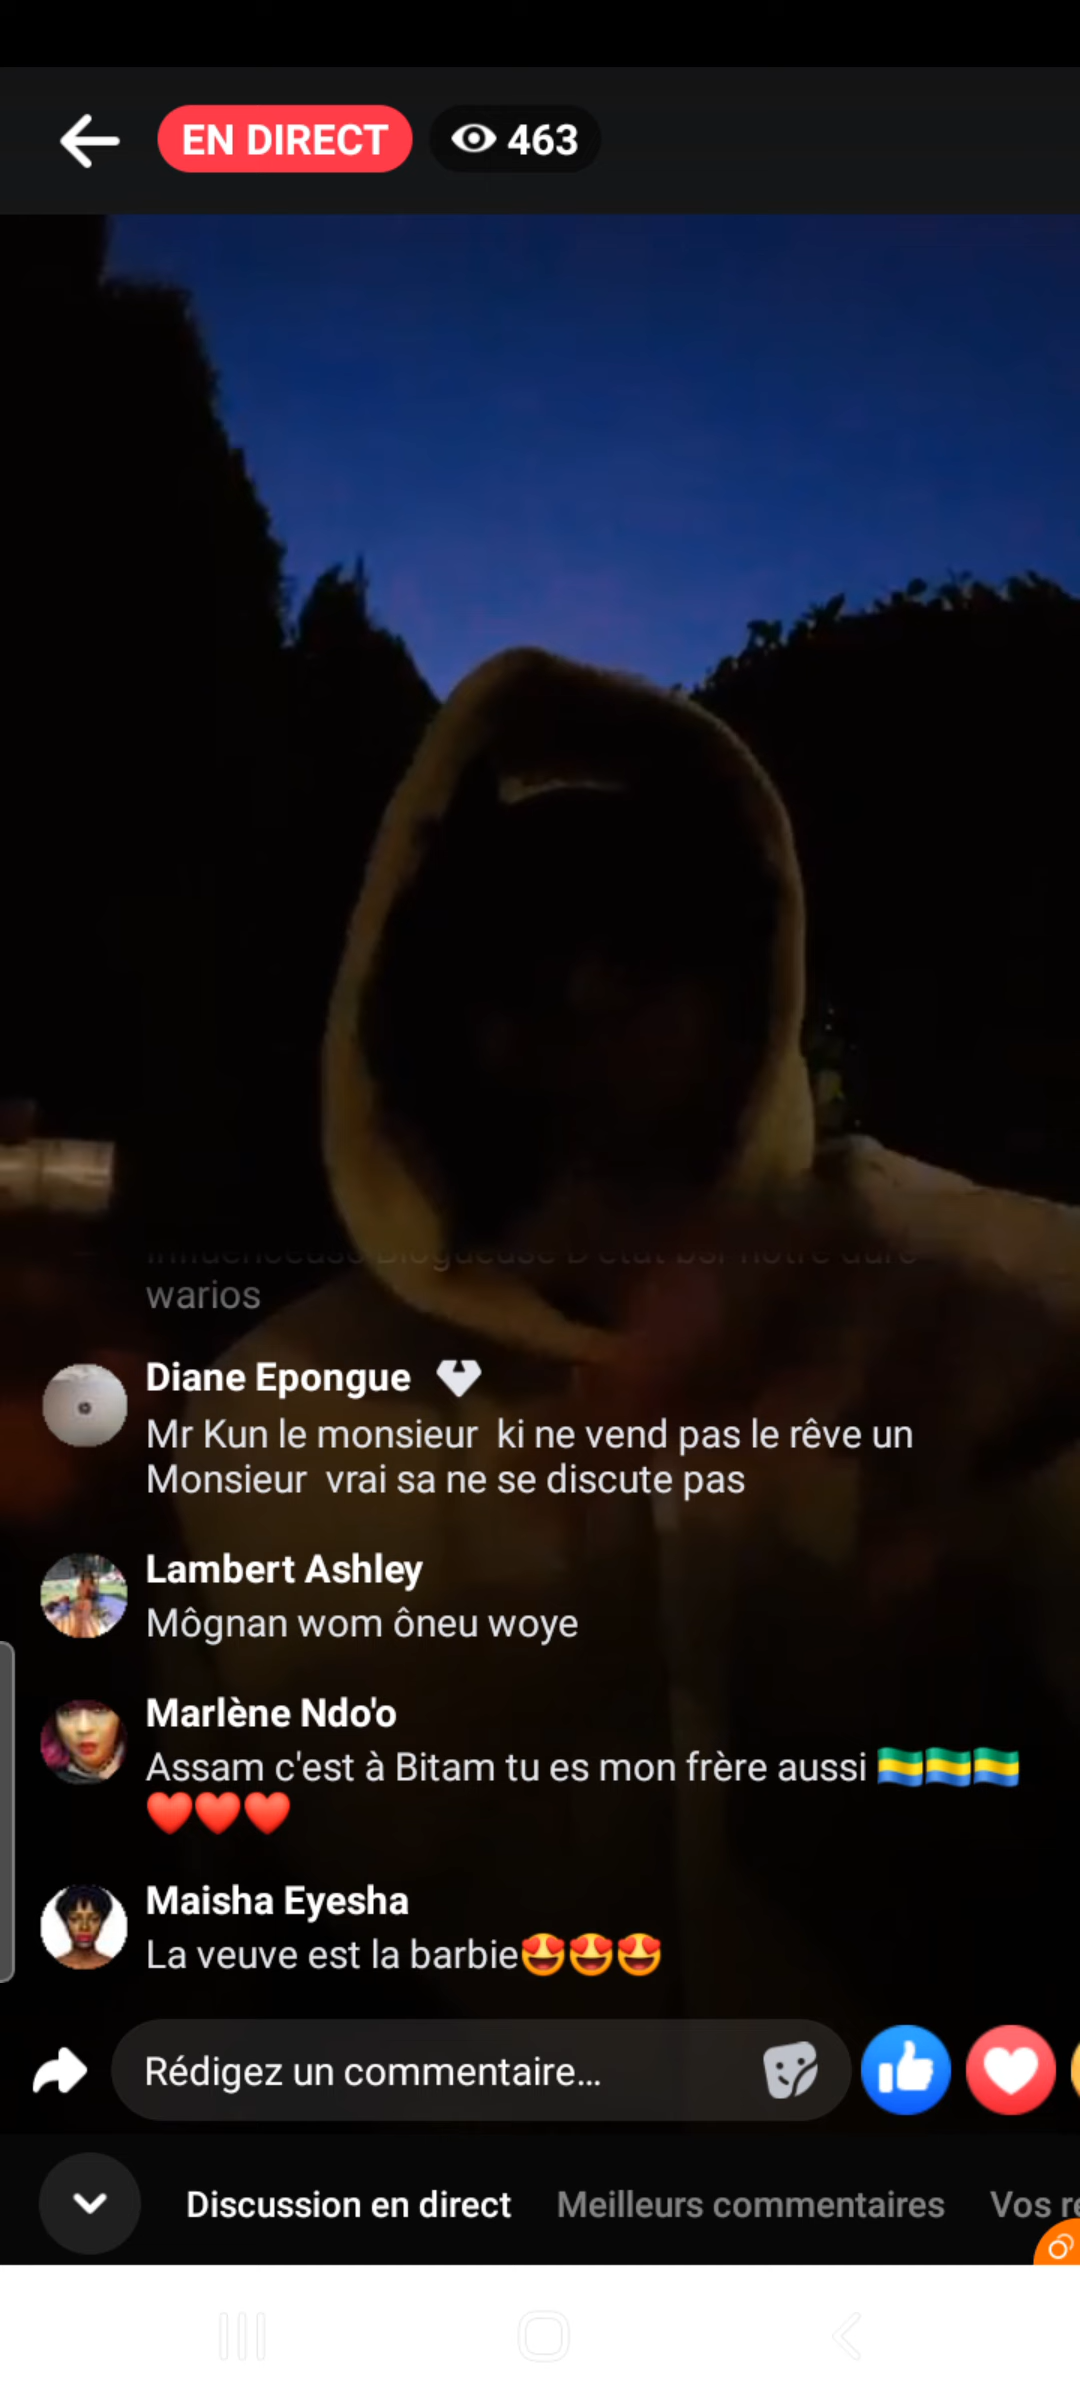 EN DIRECT
463
warios
Diane Epongue
Mr Kun le monsieur ki ne vend pas le rêve un
Monsieur vrai sa ne se discute pas
Lambert Ashley
Môgnan wom ôneu woye
Marlène Ndo'o
Assam c'est à Bitam tu es mon frère aussi 🇬🇦🇬🇦🇬🇦
❤️❤️❤️
Maisha Eyesha
La veuve est la barbie😍😍😍
Rédigez un commentaire...
Discussion en direct
Meilleurs commentaires
Vos